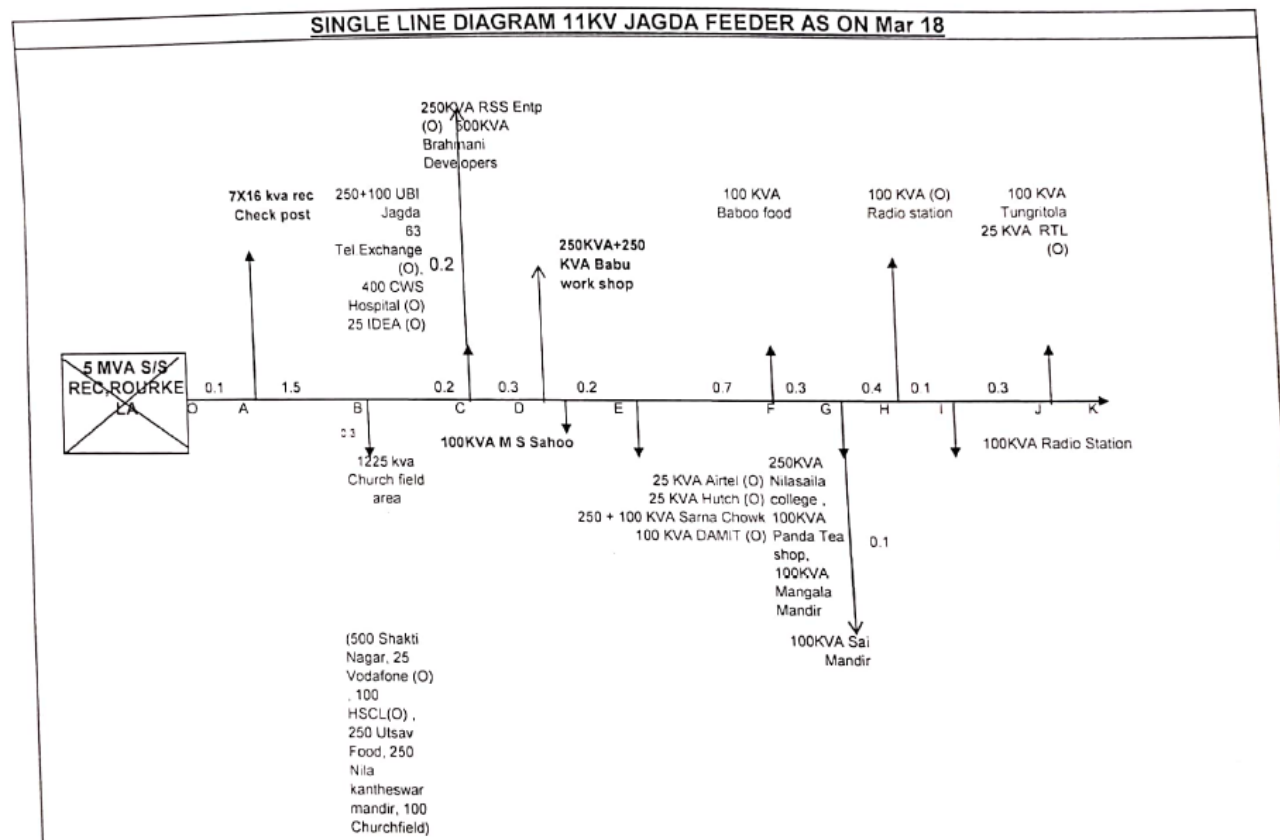 SINGLE LINE DIAGRAM 11KV JAGDA FEEDER AS ON Mar 18
250KVA RSS Entp
(O) 500KVA
Brahmani
Developers
7X16 kva rec
Check post
250+100 UBI
Jagda
63
Tel Exchange
(O),
400 CWS
Hospital (O)
25 IDEA (O)
0.2
250KVA+250
KVA Babu
work shop
100 KVA
Baboo food
100 KVA (O)
Radio station
100 KVA
Tungritola
25 KVA RTL
(O)
5 MVA S/S
REC,ROURKE
LA
0.1
1.5
0.2
0.3
0.2
0.7
0.3
0.4
0.1
0.3
O
A
B
C
D
E
F
G
H
I
J
K
0.3
1225 kva
Church field
area
100KVA M S Sahoo
25 KVA Airtel (O)
25 KVA Hutch (O)
250 + 100 KVA Sarna Chowk
100 KVA DAMIT (O)
250KVA
Nilasaila
college ,
100KVA
Panda Tea
shop,
100KVA
Mangala
Mandir
0.1
100KVA Radio Station
100KVA Sai
Mandir
(500 Shakti
Nagar, 25
Vodafone (O)
, 100
HSCL(O) ,
250 Utsav
Food, 250
Nila
kantheswar
mandir, 100
Churchfield)